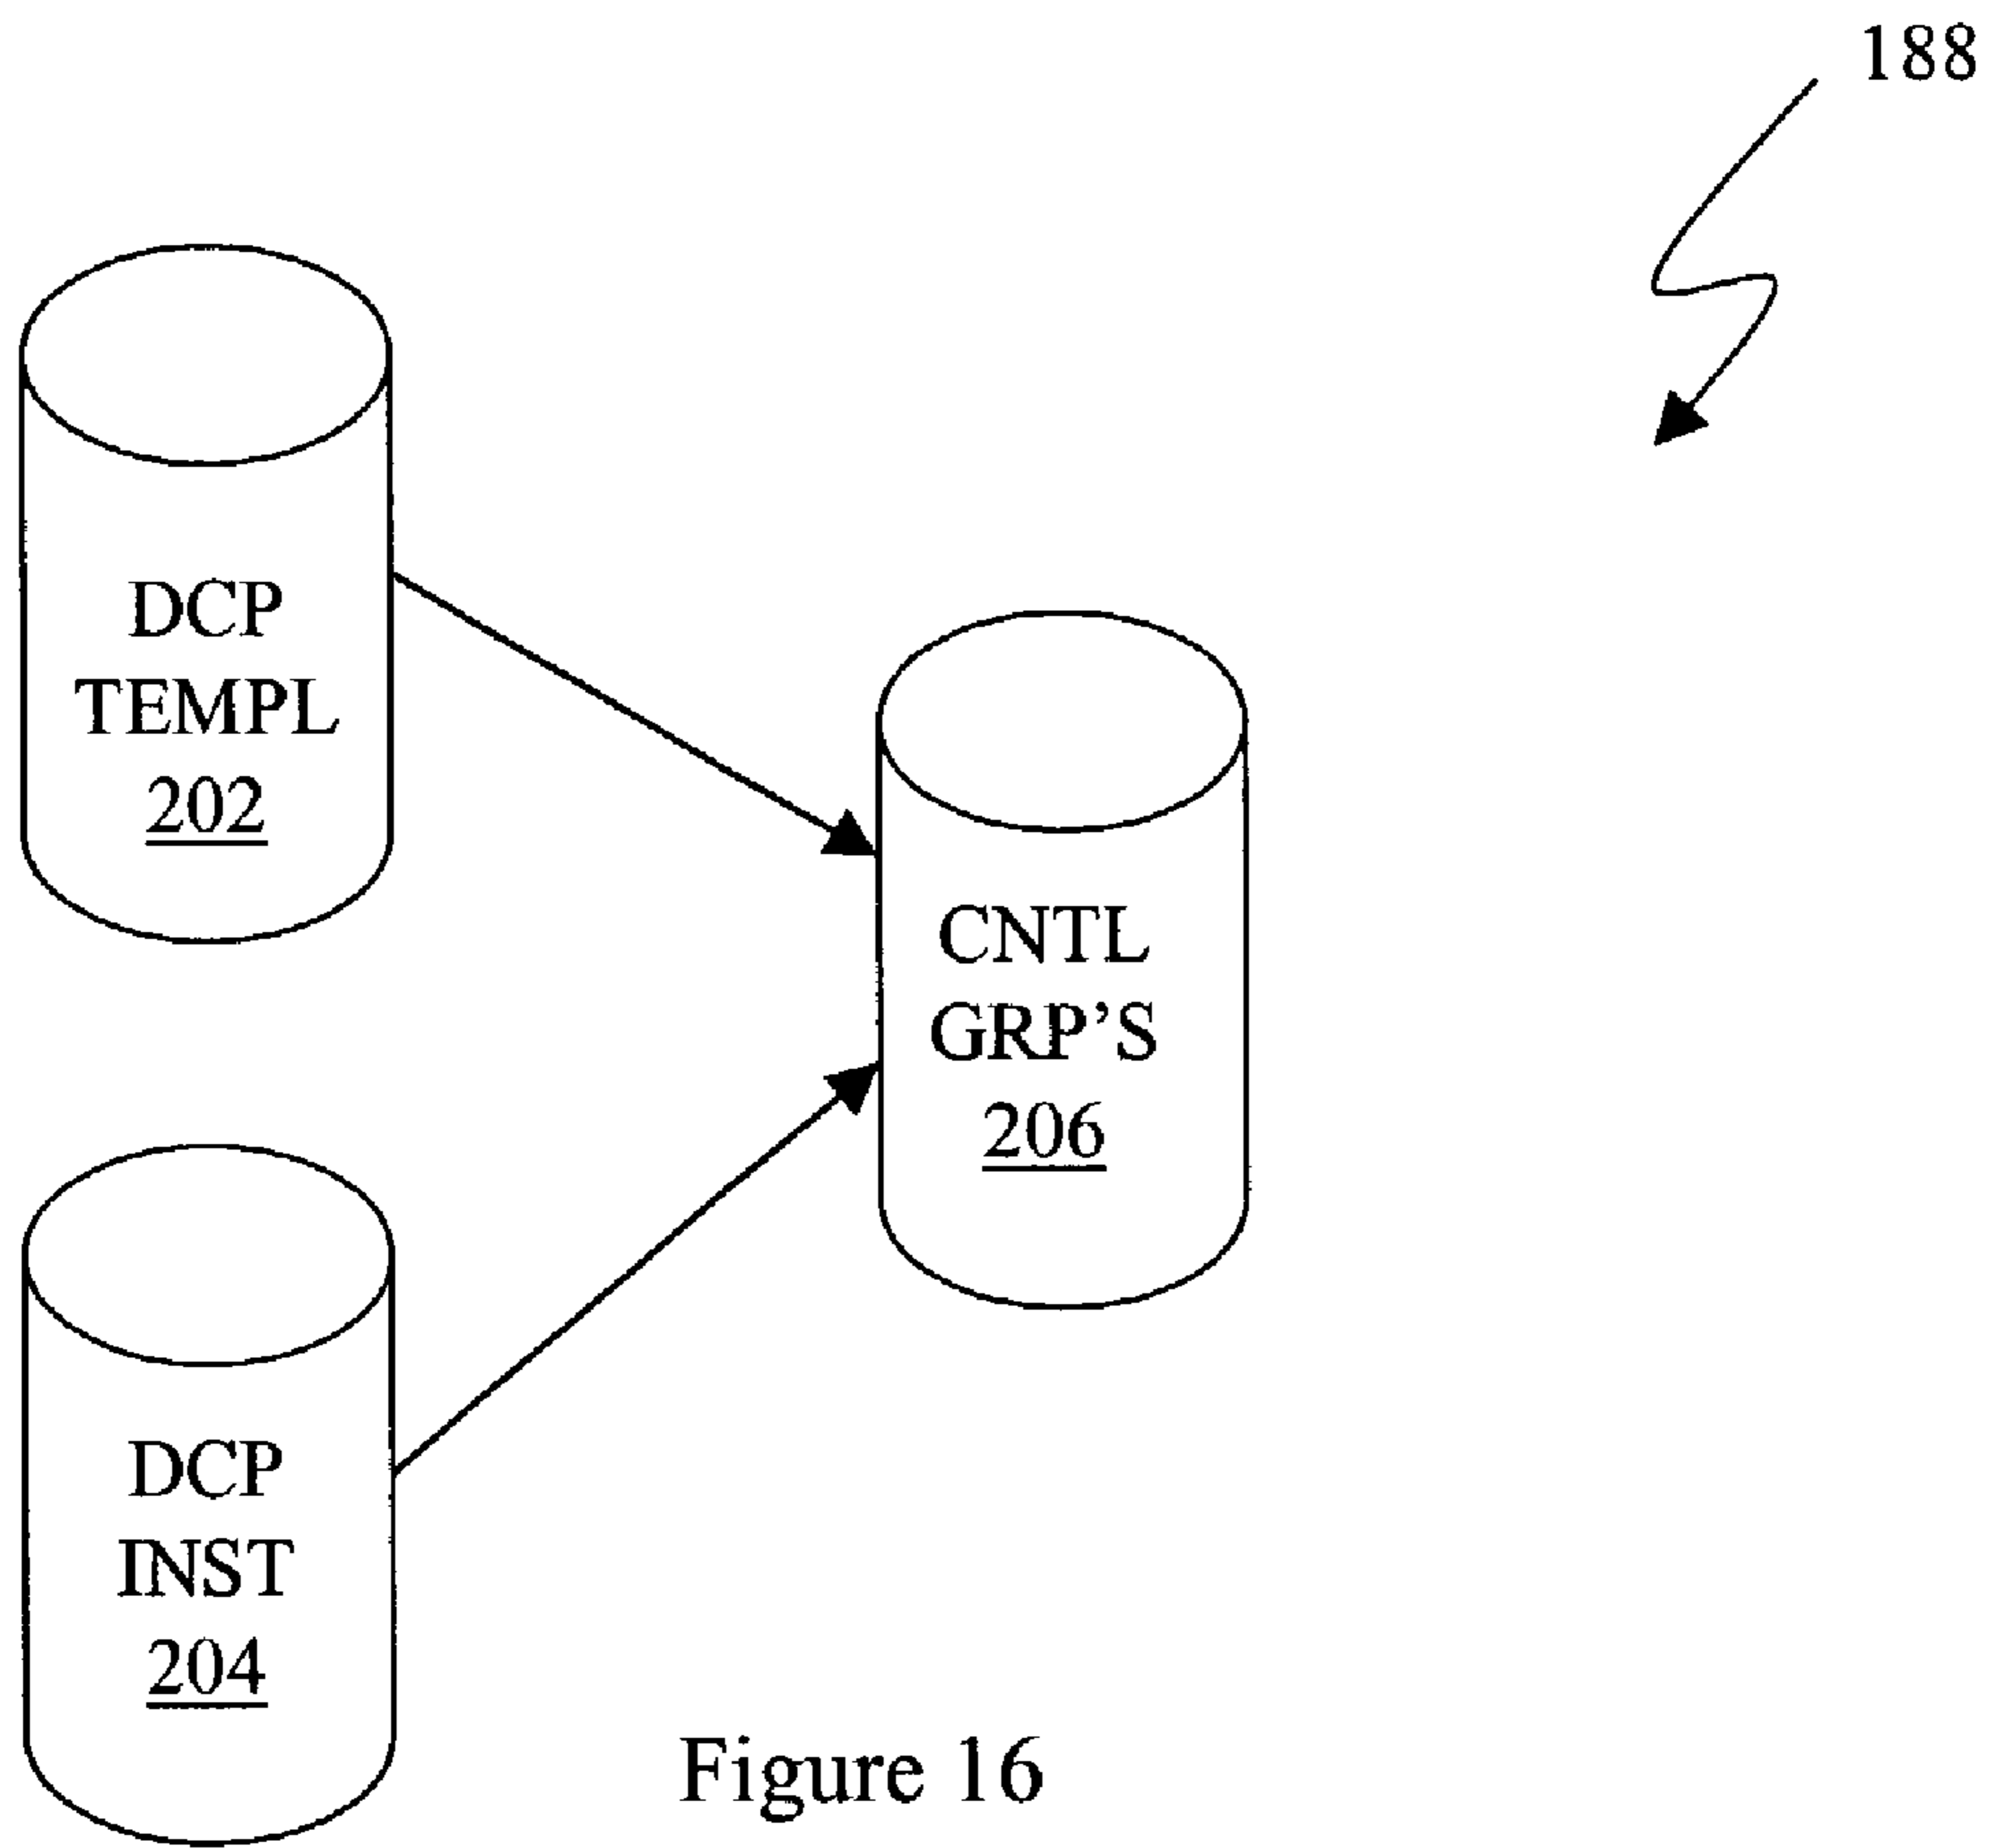 188
DCP
TEMPL
202
CNTL
GRP’S
206
DCP
INST
204
Figure 16